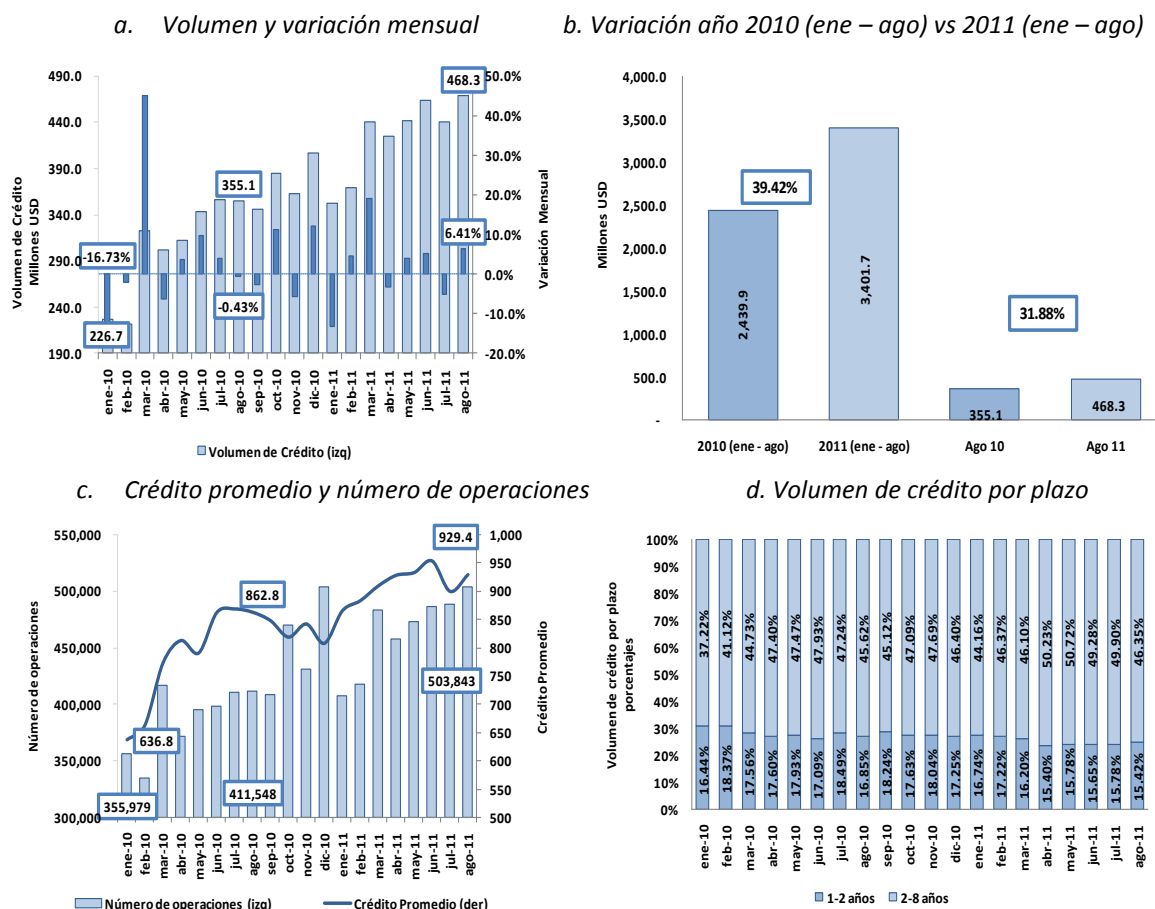 a. Volumen y variación mensual
490.0
440.0
390.0
340.0
290.0
240.0
190.0
Volumen de Crédito
Millones USD
50.0%
40.0%
30.0%
20.0%
10.0%
0.0%
-10.0%
-20.0%
Variación Mensual
468.3
355.1
-16.73%
6.41%
-0.43%
226.7
ene-10
feb-10
mar-10
abr-10
may-10
jun-10
jul-10
ago-10
sep-10
oct-10
nov-10
dic-10
ene-11
feb-11
mar-11
abr-11
may-11
jun-11
jul-11
ago-11
Volumen de Crédito (izq)
b. Variación año 2010 (ene – ago) vs 2011 (ene – ago)
4,000.0
3,500.0
3,000.0
2,500.0
2,000.0
1,500.0
1,000.0
500.0
-
Millones USD
39.42%
2,439.9
3,401.7
31.88%
355.1
468.3
2010 (ene - ago)
2011 (ene - ago)
Ago 10
Ago 11
c. Crédito promedio y número de operaciones
550,000
500,000
450,000
400,000
350,000
300,000
Número de operaciones
1,000
950
900
850
800
750
700
650
600
550
500
Crédito Promedio
929.4
862.8
503,843
636.8
411,548
355,979
ene-10
feb-10
mar-10
abr-10
may-10
jun-10
jul-10
ago-10
sep-10
oct-10
nov-10
dic-10
ene-11
feb-11
mar-11
abr-11
may-11
jun-11
jul-11
ago-11
Número de operaciones (izq)
Crédito Promedio (der)
d. Volumen de crédito por plazo
100%
90%
80%
70%
60%
50%
40%
30%
20%
10%
0%
Volumen de crédito por plazo
porcentajes
37.22%
41.12%
44.73%
47.40%
47.47%
47.93%
47.24%
45.62%
45.12%
47.09%
47.69%
46.40%
44.16%
46.37%
46.10%
50.23%
50.72%
49.28%
49.90%
46.35%
16.44%
18.37%
17.56%
17.60%
17.93%
17.09%
18.49%
16.85%
18.24%
17.63%
18.04%
17.25%
16.74%
17.22%
16.20%
15.40%
15.78%
15.65%
15.78%
15.42%
ene-10
feb-10
mar-10
abr-10
may-10
jun-10
jul-10
ago-10
sep-10
oct-10
nov-10
dic-10
ene-11
feb-11
mar-11
abr-11
may-11
jun-11
jul-11
ago-11
1-2 años
2-8 años